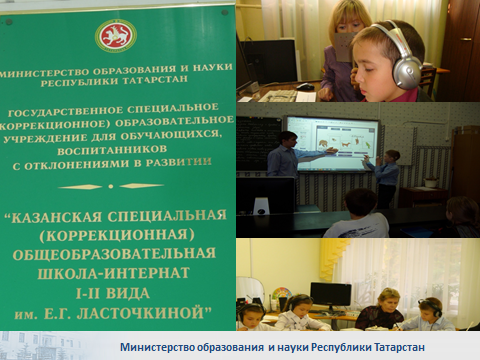 МИНИСТЕРСТВО ОБРАЗОВАНИЯ И НАУКИ
РЕСПУБЛИКИ ТАТАРСТАН
ГОСУДАРСТВЕННОЕ СПЕЦИАЛЬНОЕ
(КОРРЕКЦИОННОЕ) ОБРАЗОВАТЕЛЬНОЕ
УЧРЕЖДЕНИЕ ДЛЯ ОБУЧАЮЩИХСЯ,
ВОСПИТАННИКОВ
С ОТКЛОНЕНИЯМИ В РАЗВИТИИ
"КАЗАНСКАЯ СПЕЦИАЛЬНАЯ
(КОРРЕКЦИОННАЯ)
ОБЩЕОБРАЗОВАТЕЛЬНАЯ
ШКОЛА-ИНТЕРНАТ
I-II ВИДА
им. Е.Г. ЛАСТОЧКИНОЙ"
Министерство образования и науки Республики Татарстан